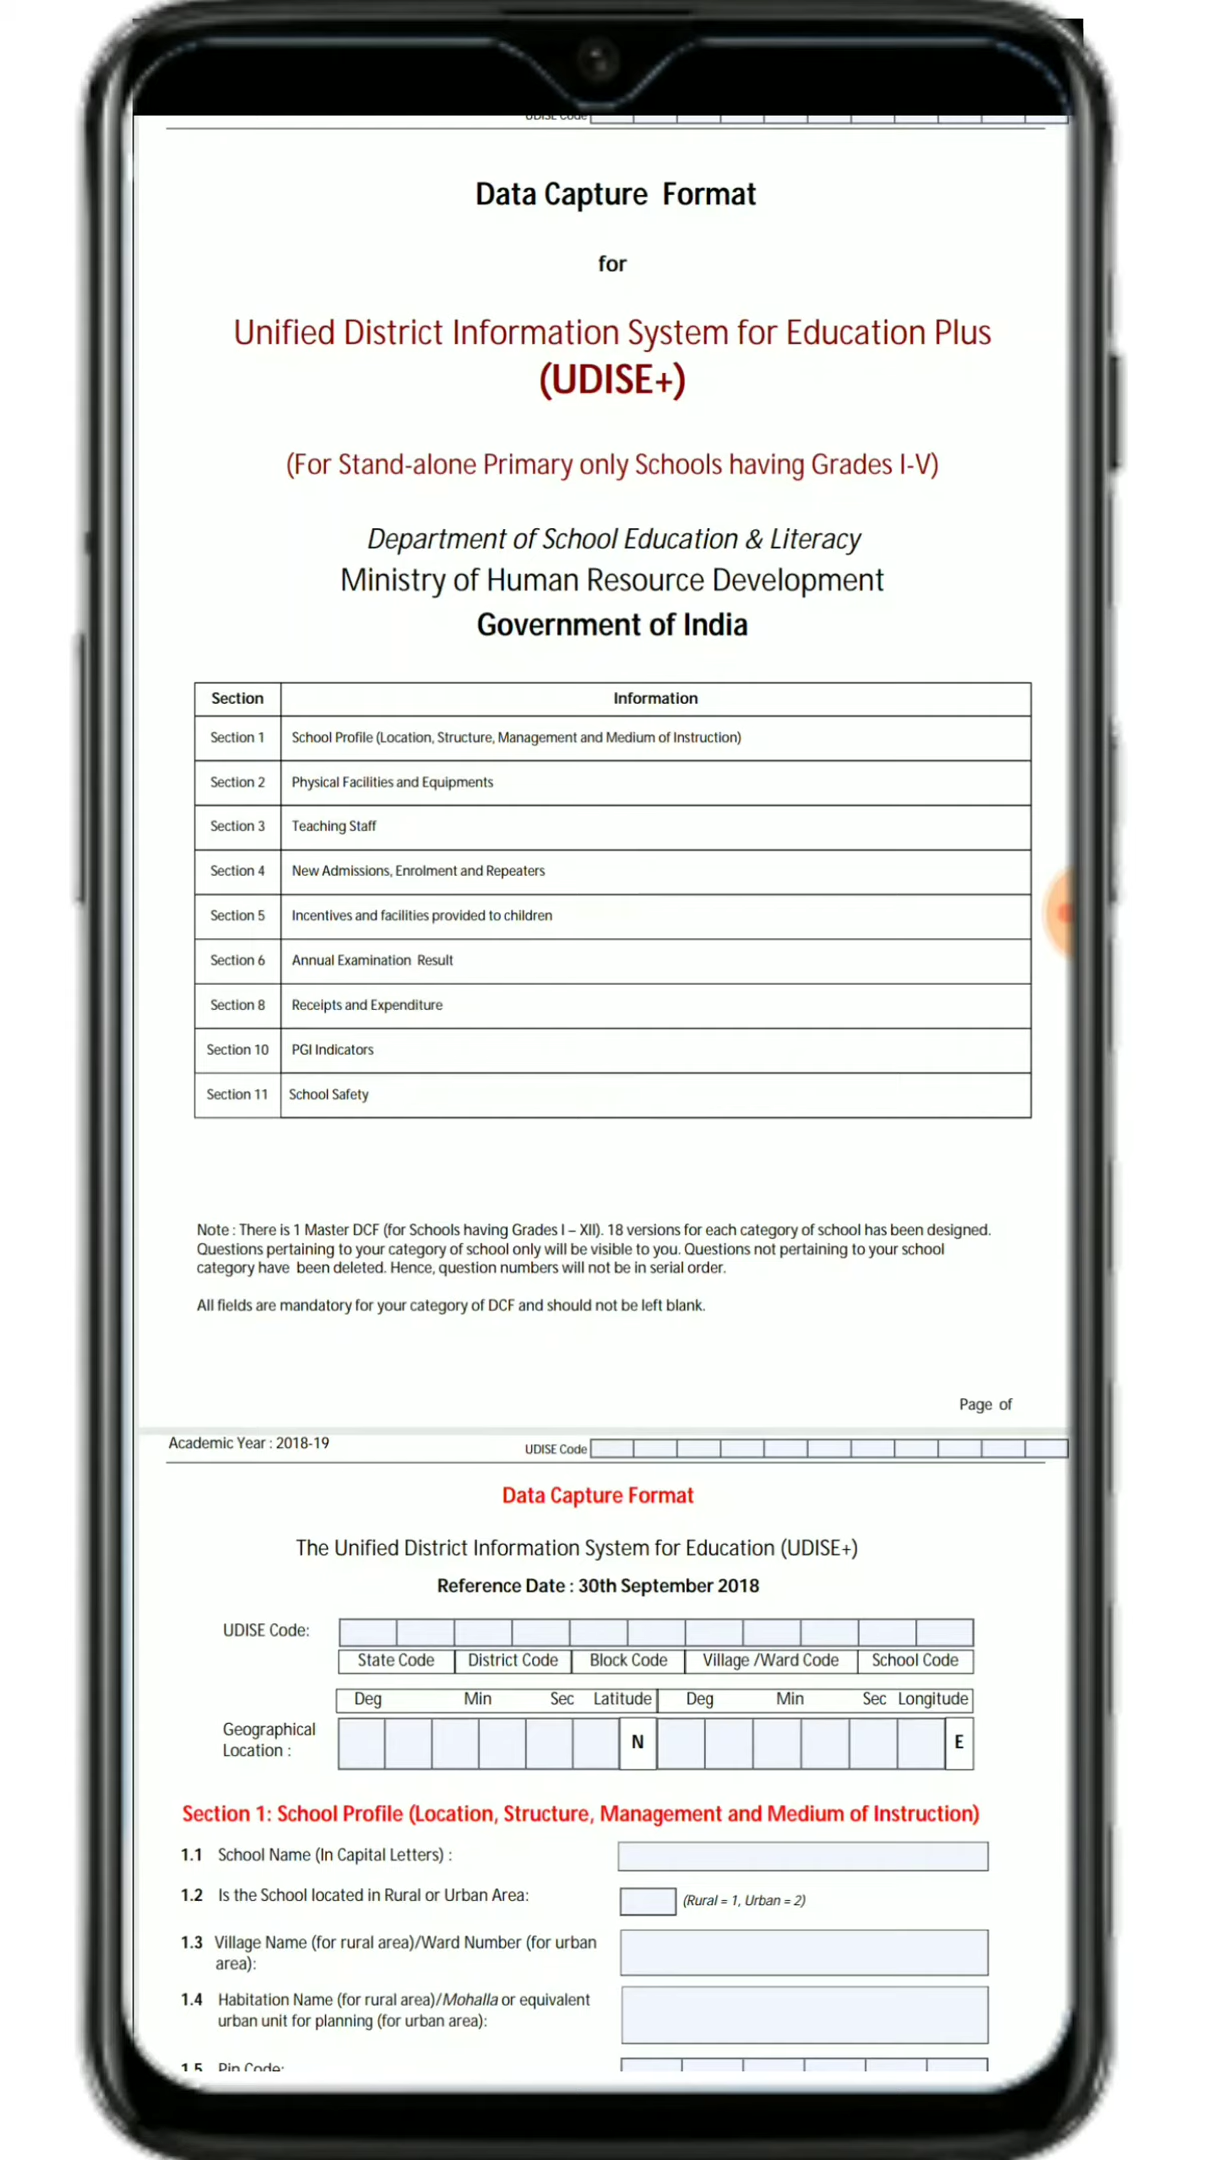 UDISE Code
Data Capture Format
for
Unified District Information System for Education Plus
(UDISE+)
(For Stand-alone Primary only Schools having Grades I-V)
Department of School Education & Literacy
Ministry of Human Resource Development
Government of India
Section Information
Section 1 School Profile (Location, Structure, Management and Medium of Instruction)
Section 2 Physical Facilities and Equipments
Section 3 Teaching Staff
Section 4 New Admissions, Enrolment and Repeaters
Section 5 Incentives and facilities provided to children
Section 6 Annual Examination Result
Section 8 Receipts and Expenditure
Section 10 PGI Indicators
Section 11 School Safety
Note : There is 1 Master DCF (for Schools having Grades I – XII). 18 versions for each category of school has been designed.
Questions pertaining to your category of school only will be visible to you. Questions not pertaining to your school
category have been deleted. Hence, question numbers will not be in serial order.
All fields are mandatory for your category of DCF and should not be left blank.
Page of
Academic Year : 2018-19 UDISE Code
Data Capture Format
The Unified District Information System for Education (UDISE+)
Reference Date : 30th September 2018
UDISE Code:
State Code District Code Block Code Village /Ward Code School Code
Deg Min Sec Latitude Deg Min Sec Longitude
Geographical
Location : N E
Section 1: School Profile (Location, Structure, Management and Medium of Instruction)
1.1 School Name (In Capital Letters) :
1.2 Is the School located in Rural or Urban Area: (Rural = 1, Urban = 2)
1.3 Village Name (for rural area)/Ward Number (for urban
area):
1.4 Habitation Name (for rural area)/Mohalla or equivalent
urban unit for planning (for urban area):
1.5 Pin Code: